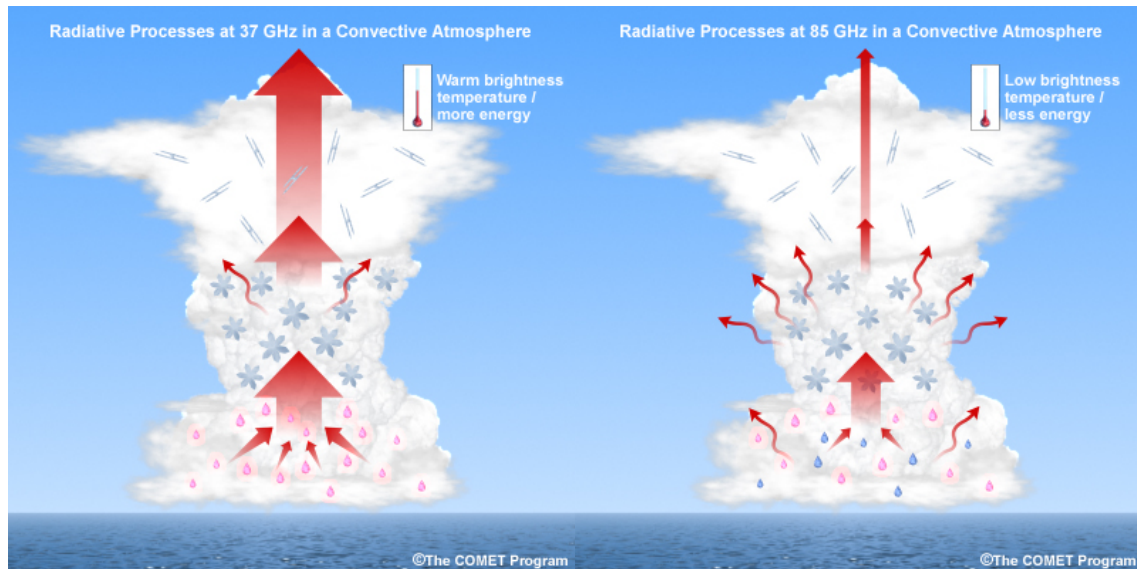 Radiative Processes at 37 GHz in a Convective Atmosphere
Warm brightness
temperature /
more energy
©The COMET Program
Radiative Processes at 85 GHz in a Convective Atmosphere
Low brightness
temperature /
less energy
©The COMET Program